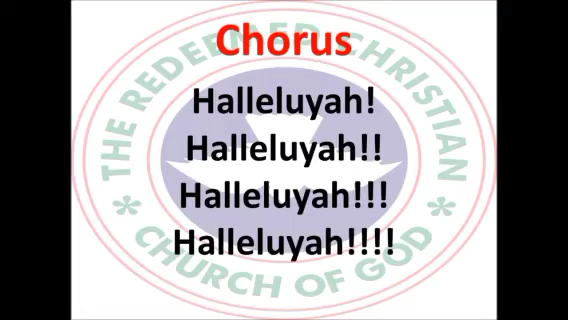 Chorus
Halleluyah!
Halleluyah!!
Halleluyah!!!
Halleluyah!!!!
THE REDEEMED CHRISTIAN
* CHURCH OF GOD *